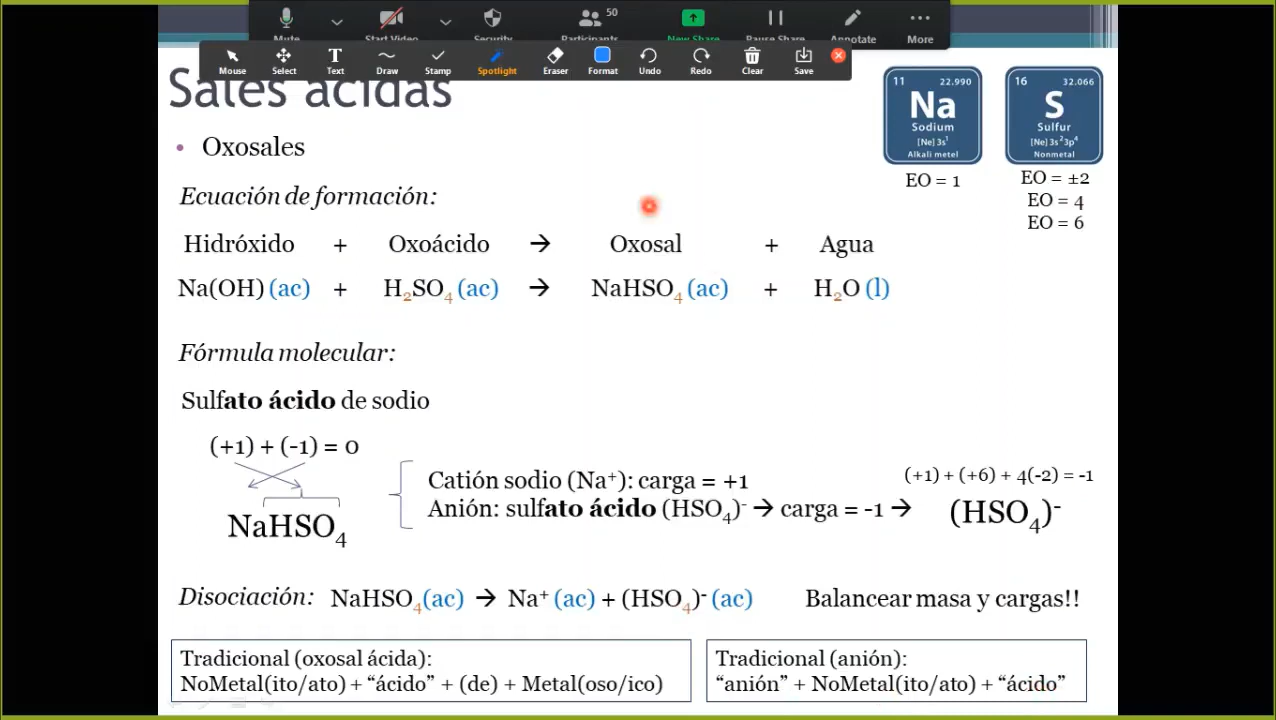 50
Mute
Start Video
Security
Participants
New Share
Pause Share
Annotate
More
Mouse
Select
Text
Draw
Stamp
Spotlight
Eraser
Format
Undo
Redo
Clear
Save
Sales ácidas
11 22.990
Na
Sodium
[Ne] 3s¹
Alkali metel
EO = 1
16 32.066
S
Sulfur
[Ne] 3s²3p⁴
Nonmetal
EO = ±2
EO = 4
EO = 6
• Oxosales
Ecuación de formación:
Hidróxido + Oxoácido → Oxosal + Agua
Na(OH) (ac) + H₂SO₄ (ac) → NaHSO₄ (ac) + H₂O (l)
Fórmula molecular:
Sulfato ácido de sodio
(+1) + (-1) = 0
NaHSO₄
Catión sodio (Na⁺): carga = +1
Anión: sulfato ácido (HSO₄)⁻ → carga = -1 →
(+1) + (+6) + 4(-2) = -1
(HSO₄)⁻
Disociación: NaHSO₄(ac) → Na⁺ (ac) + (HSO₄)⁻ (ac) Balancear masa y cargas!!
Tradicional (oxosal ácida):
NoMetal(ito/ato) + “ácido” + (de) + Metal(oso/ico)
Tradicional (anión):
“anión” + NoMetal(ito/ato) + “ácido”